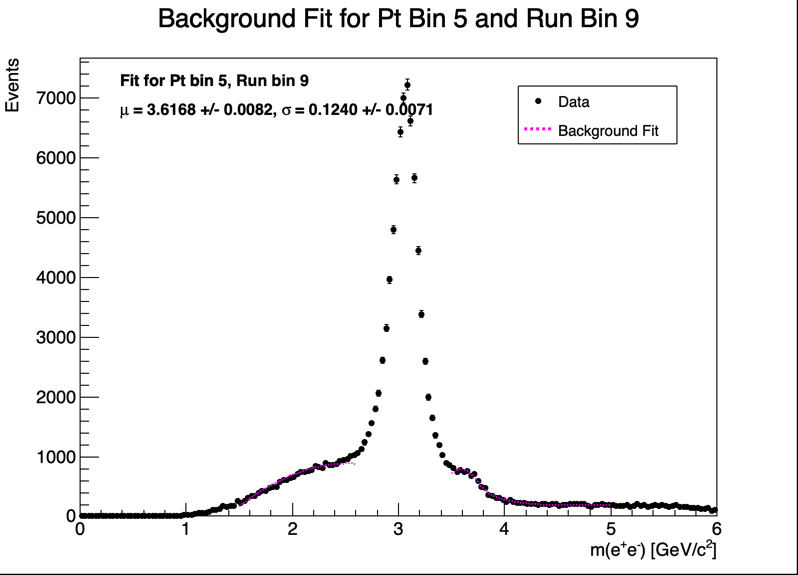 Background Fit for Pt Bin 5 and Run Bin 9
Events
Fit for Pt bin 5, Run bin 9
μ = 3.6168 +/- 0.0082, σ = 0.1240 +/- 0.0071
Data
Background Fit
7000
6000
5000
4000
3000
2000
1000
0
0 1 2 3 4 5 6
m(e⁺e⁻) [GeV/c²]